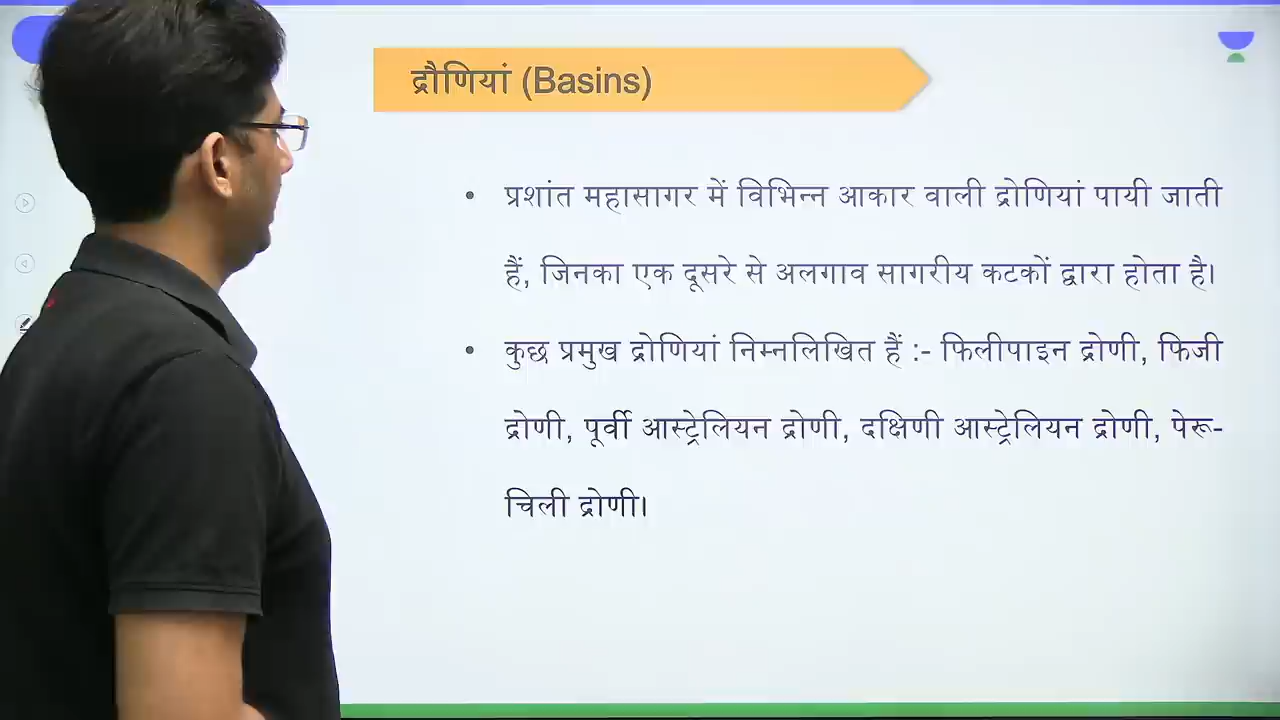 द्रौणियां (Basins)
• प्रशांत महासागर में विभिन्न आकार वाली द्रोणियां पायी जाती
हैं, जिनका एक दूसरे से अलगाव सागरीय कटकों द्वारा होता है।
• कुछ प्रमुख द्रोणियां निम्नलिखित हैं :- फिलीपाइन द्रोणी, फिजी
द्रोणी, पूर्वी आस्ट्रेलियन द्रोणी, दक्षिणी आस्ट्रेलियन द्रोणी, पेरू-
चिली द्रोणी।